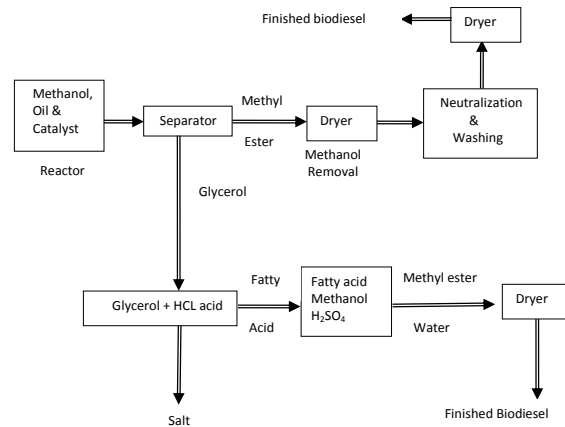 Finished biodiesel
Dryer
Methanol,
Oil &
Catalyst
Reactor
Separator
Methyl
Ester
Dryer
Methanol
Removal
Neutralization
&
Washing
Glycerol
Glycerol + HCL acid
Fatty
Acid
Fatty acid
Methanol
H₂SO₄
Methyl ester
Water
Dryer
Salt
Finished Biodiesel